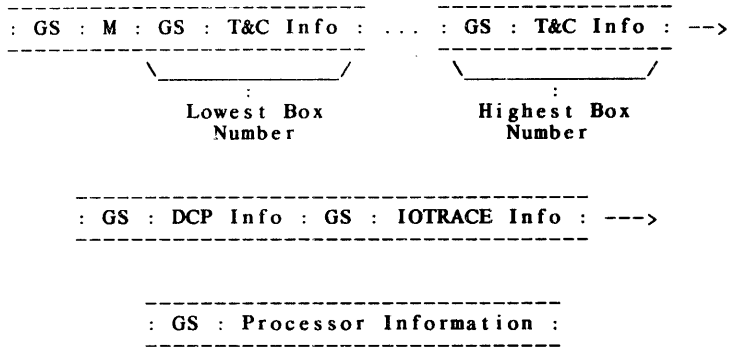 : GS : M : GS : T&C Info : ... : GS : T&C Info : -->
Lowest Box Number
Highest Box Number
: GS : DCP Info : GS : IOTRACE Info : --->
: GS : Processor Information :